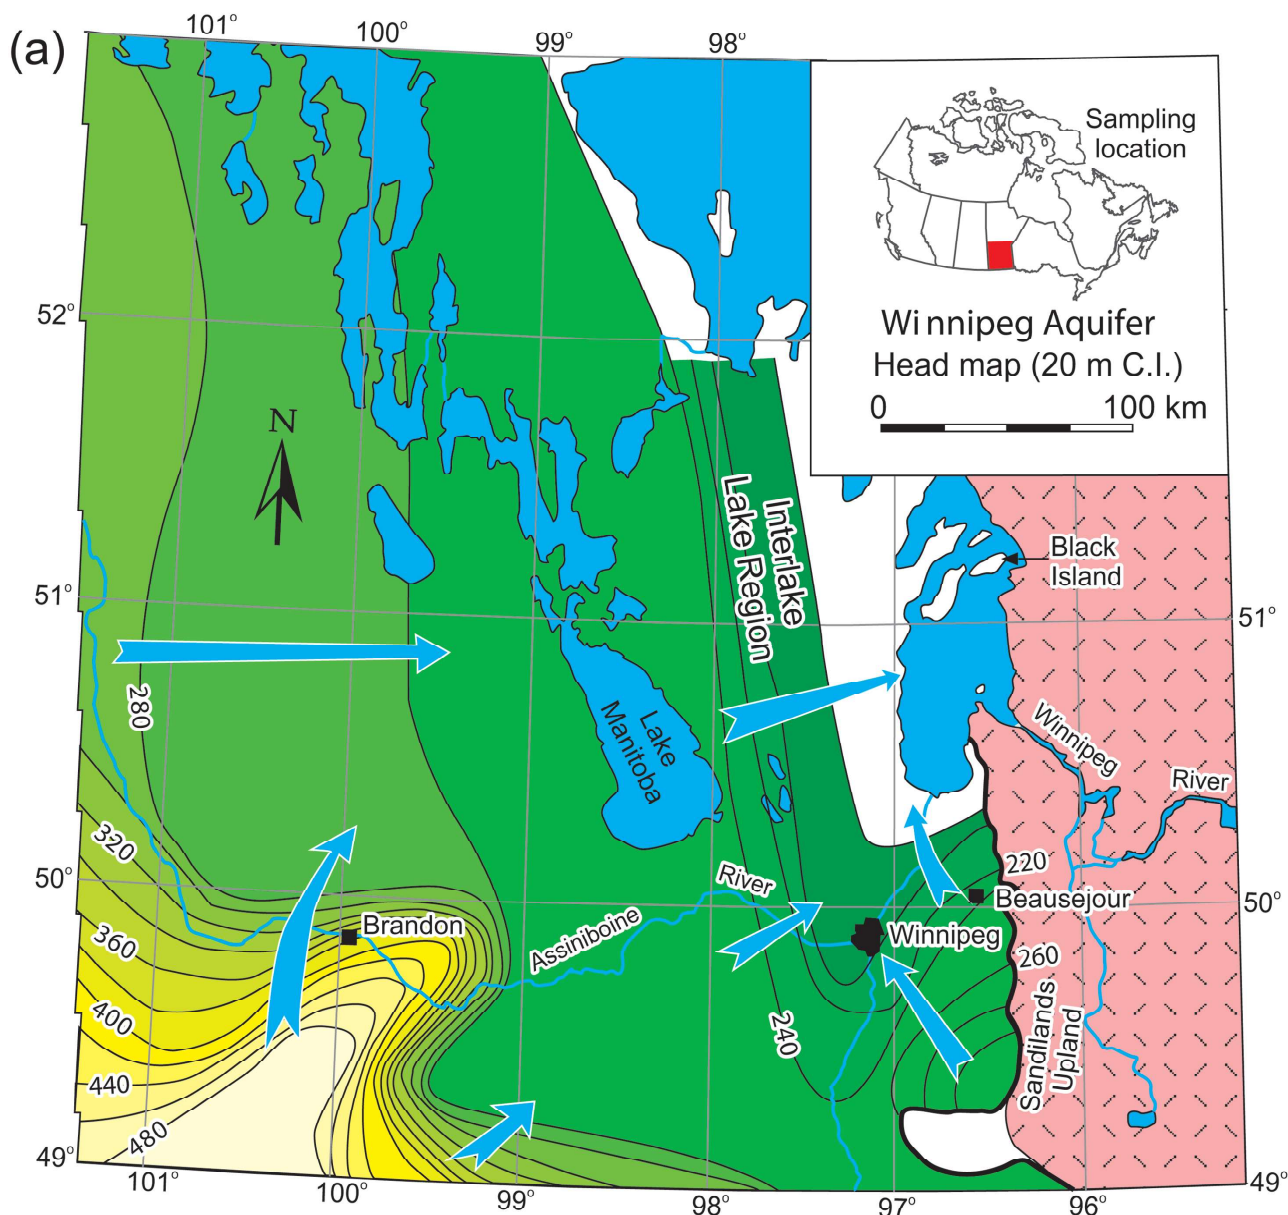 (a)
101°
100°
99°
98°
Sampling
location
Winnipeg Aquifer
Head map (20 m C.I.)
0
100 km
52°
N
Interlake
Lake Region
Black
Island
51°
51°
280
Lake
Manitoba
Winnipeg
River
320
50°
River
220
Beausejour
50°
Brandon
Assiniboine
Winnipeg
360
260
400
240
Sandilands
Upland
440
480
49°
49°
101°
100°
99°
98°
97°
96°